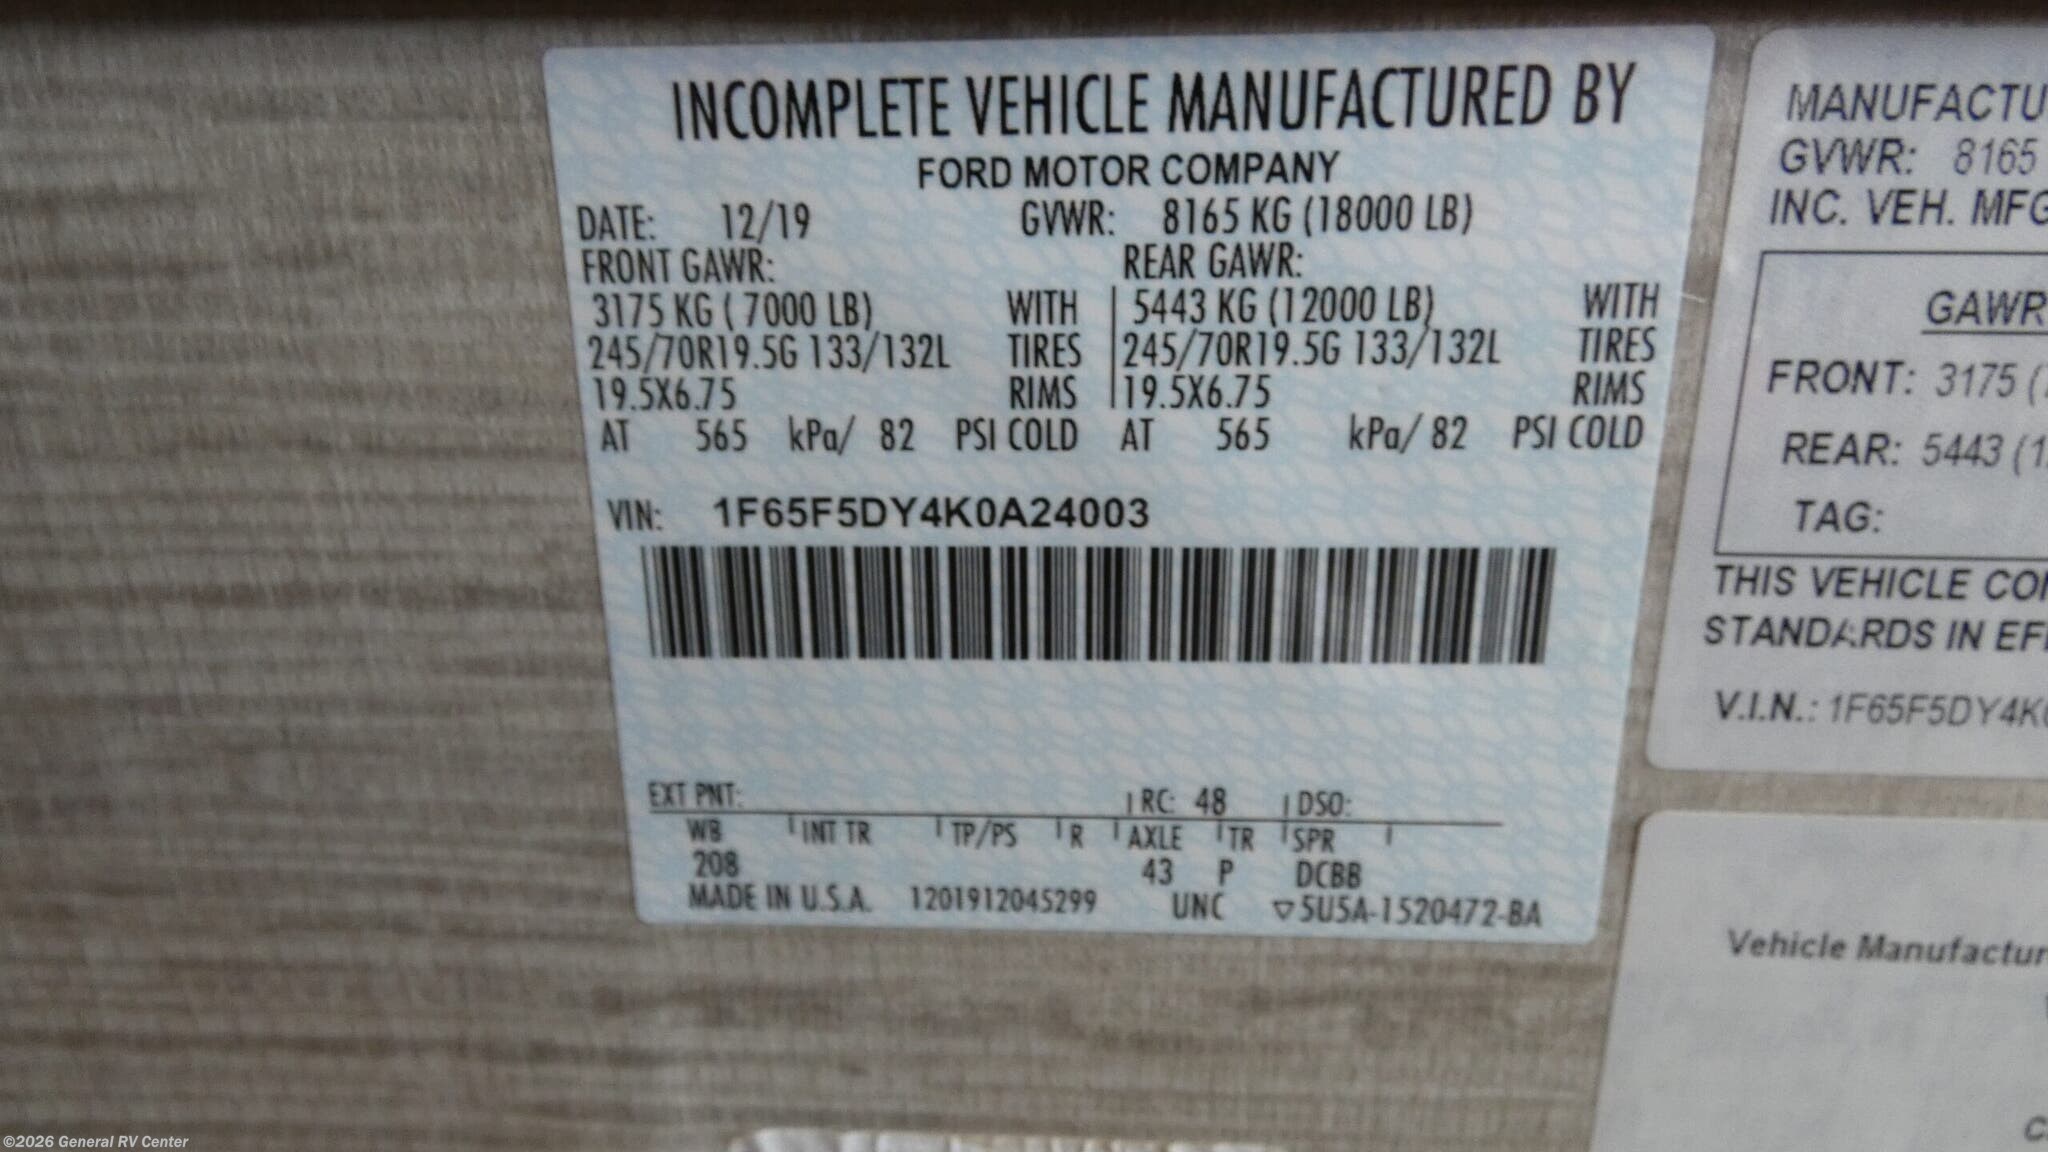 INCOMPLETE VEHICLE MANUFACTURED BY
FORD MOTOR COMPANY
DATE: 12/19 GVWR: 8165 KG (18000 LB)
FRONT GAWR: REAR GAWR:
3175 KG ( 7000 LB) WITH 5443 KG (12000 LB) WITH
245/70R19.5G 133/132L TIRES 245/70R19.5G 133/132L TIRES
19.5X6.75 RIMS 19.5X6.75 RIMS
AT 565 kPa/ 82 PSI COLD AT 565 kPa/ 82 PSI COLD
VIN: 1F65F5DY4K0A24003
EXT PNT: RC: 48 DSO:
WB INT TR TP/PS R AXLE TR SPR
208 43 P DCBB
MADE IN U.S.A. 1201912045299 UNC ▽5U5A-1520472-BA
MANUFACTU
GVWR: 8165
INC. VEH. MFG
GAWR
FRONT: 3175 (
REAR: 5443 (1
TAG:
THIS VEHICLE CO
STANDARDS IN EF
V.I.N.: 1F65F5DY4K
Vehicle Manufactur
©2026 General RV Center